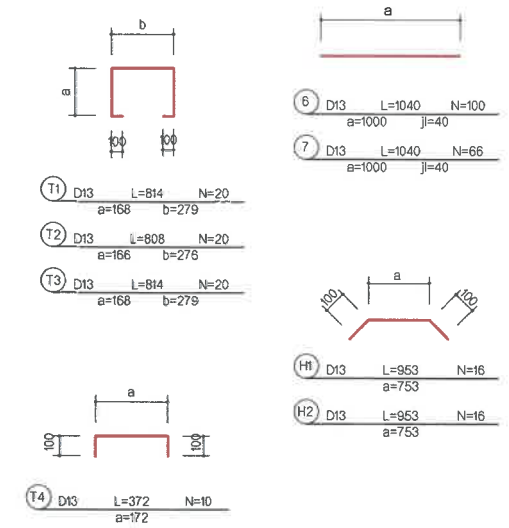 b
a
100
100
T1 D13 L=814 N=20
a=168 b=279
T2 D13 L=808 N=20
a=166 b=276
T3 D13 L=814 N=20
a=168 b=279
a
100
100
T4 D13 L=372 N=10
a=172
a
6 D13 L=1040 N=100
a=1000 jl=40
7 D13 L=1040 N=66
a=1000 jl=40
a
100
100
H1 D13 L=953 N=16
a=753
H2 D13 L=953 N=16
a=753